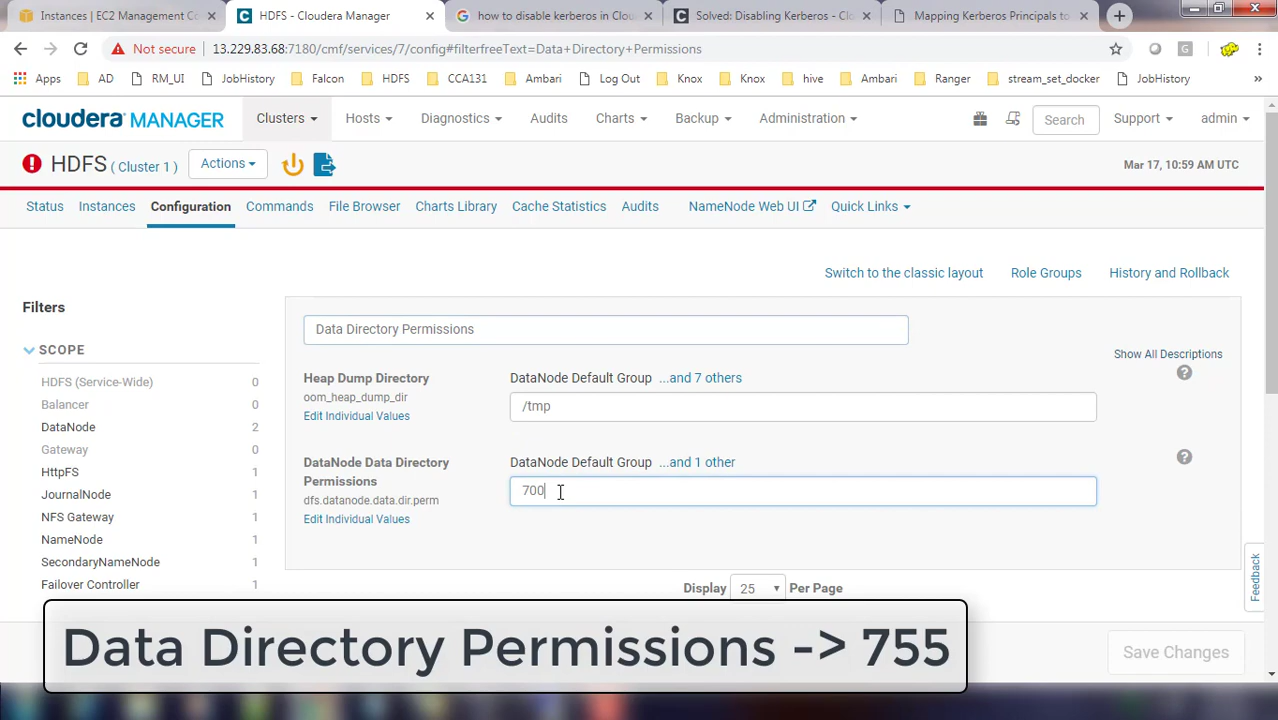 Instances | EC2 Management Co
HDFS - Cloudera Manager
how to disable kerberos in Clou
Solved: Disabling Kerberos - Clo
Mapping Kerberos Principals to
Not secure
13.229.83.68:7180/cmf/services/7/config#filterfreeText=Data+Directory+Permissions
Apps
AD
RM_UI
JobHistory
Falcon
HDFS
CCA131
Ambari
Log Out
Knox
Knox
hive
Ambari
Ranger
stream_set_docker
JobHistory
»
cloudera MANAGER
Clusters
Hosts
Diagnostics
Audits
Charts
Backup
Administration
Search
Support
admin
HDFS ( Cluster 1 )
Actions
Mar 17, 10:59 AM UTC
Status
Instances
Configuration
Commands
File Browser
Charts Library
Cache Statistics
Audits
NameNode Web UI
Quick Links
Switch to the classic layout
Role Groups
History and Rollback
Filters
SCOPE
HDFS (Service-Wide) 0
Balancer 0
DataNode 2
Gateway 0
HttpFS 1
JournalNode 1
NFS Gateway 1
NameNode 1
SecondaryNameNode 1
Failover Controller 1
Data Directory Permissions
Show All Descriptions
Heap Dump Directory
oom_heap_dump_dir
Edit Individual Values
DataNode Default Group ...and 7 others
/tmp
DataNode Data Directory
Permissions
dfs.datanode.data.dir.perm
Edit Individual Values
DataNode Default Group ...and 1 other
700
Display 25 Per Page
Feedback
Save Changes
Data Directory Permissions -> 755